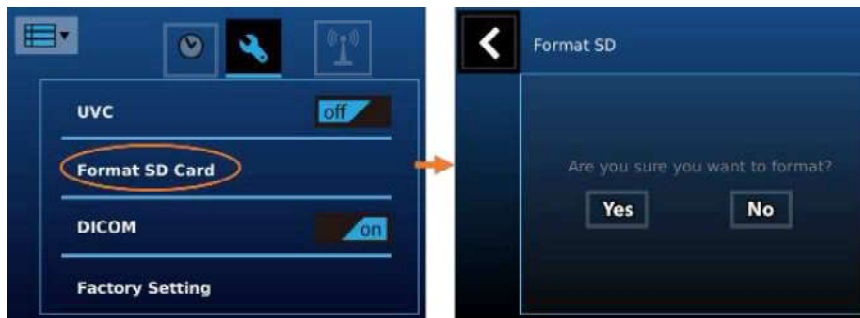 UVC
off
Format SD Card
DICOM
on
Factory Setting
Format SD
Are you sure you want to format?
Yes
No